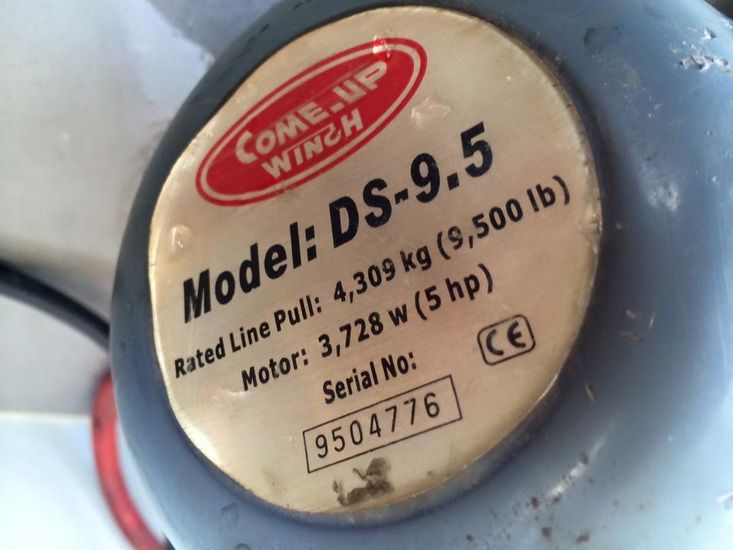 COME-UP
WINCH
Model: DS-9.5
Rated Line Pull: 4,309 kg (9,500 lb)
Motor: 3,728 w (5 hp)
Serial No:
CE
9504776